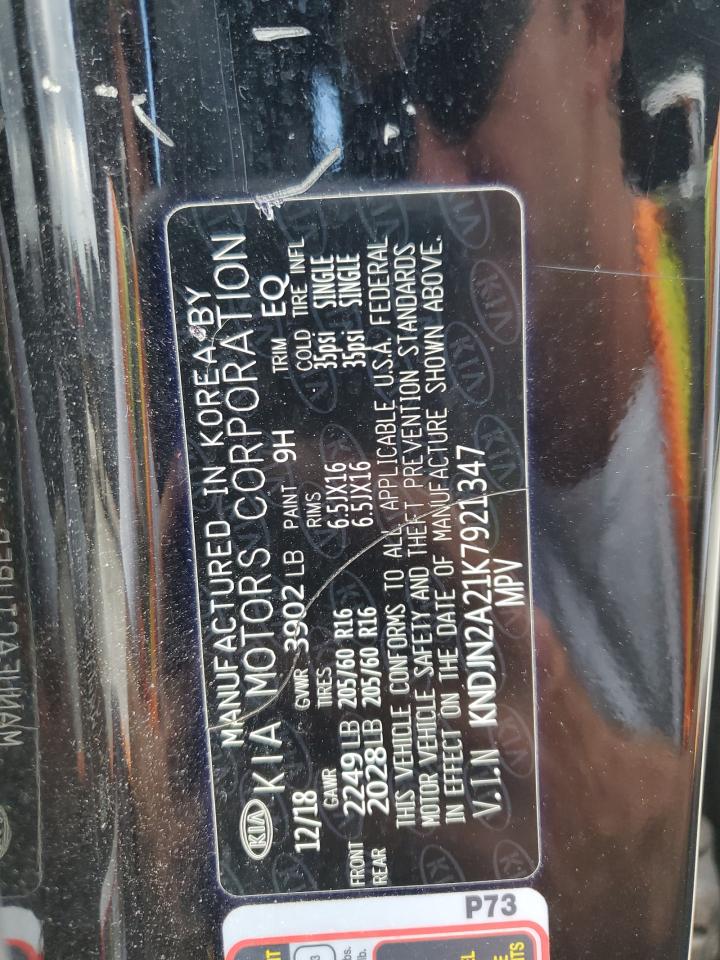 MANUFACTURED IN KOREA BY
KIA KIA MOTORS CORPORATION
12/18 GVWR 3902 LB PAINT 9H TRIM EQ
GAWR TIRES RIMS COLD TIRE INFL
FRONT 2249 LB 205/60 R16 6.5JX16 35psi SINGLE
REAR 2028 LB 205/60 R16 6.5JX16 35psi SINGLE
THIS VEHICLE CONFORMS TO ALL APPLICABLE U.S.A. FEDERAL
MOTOR VEHICLE SAFETY AND THEFT PREVENTION STANDARDS
IN EFFECT ON THE DATE OF MANUFACTURE SHOWN ABOVE.
V.I.N KNDJN2A21K7921347
MPV
P73